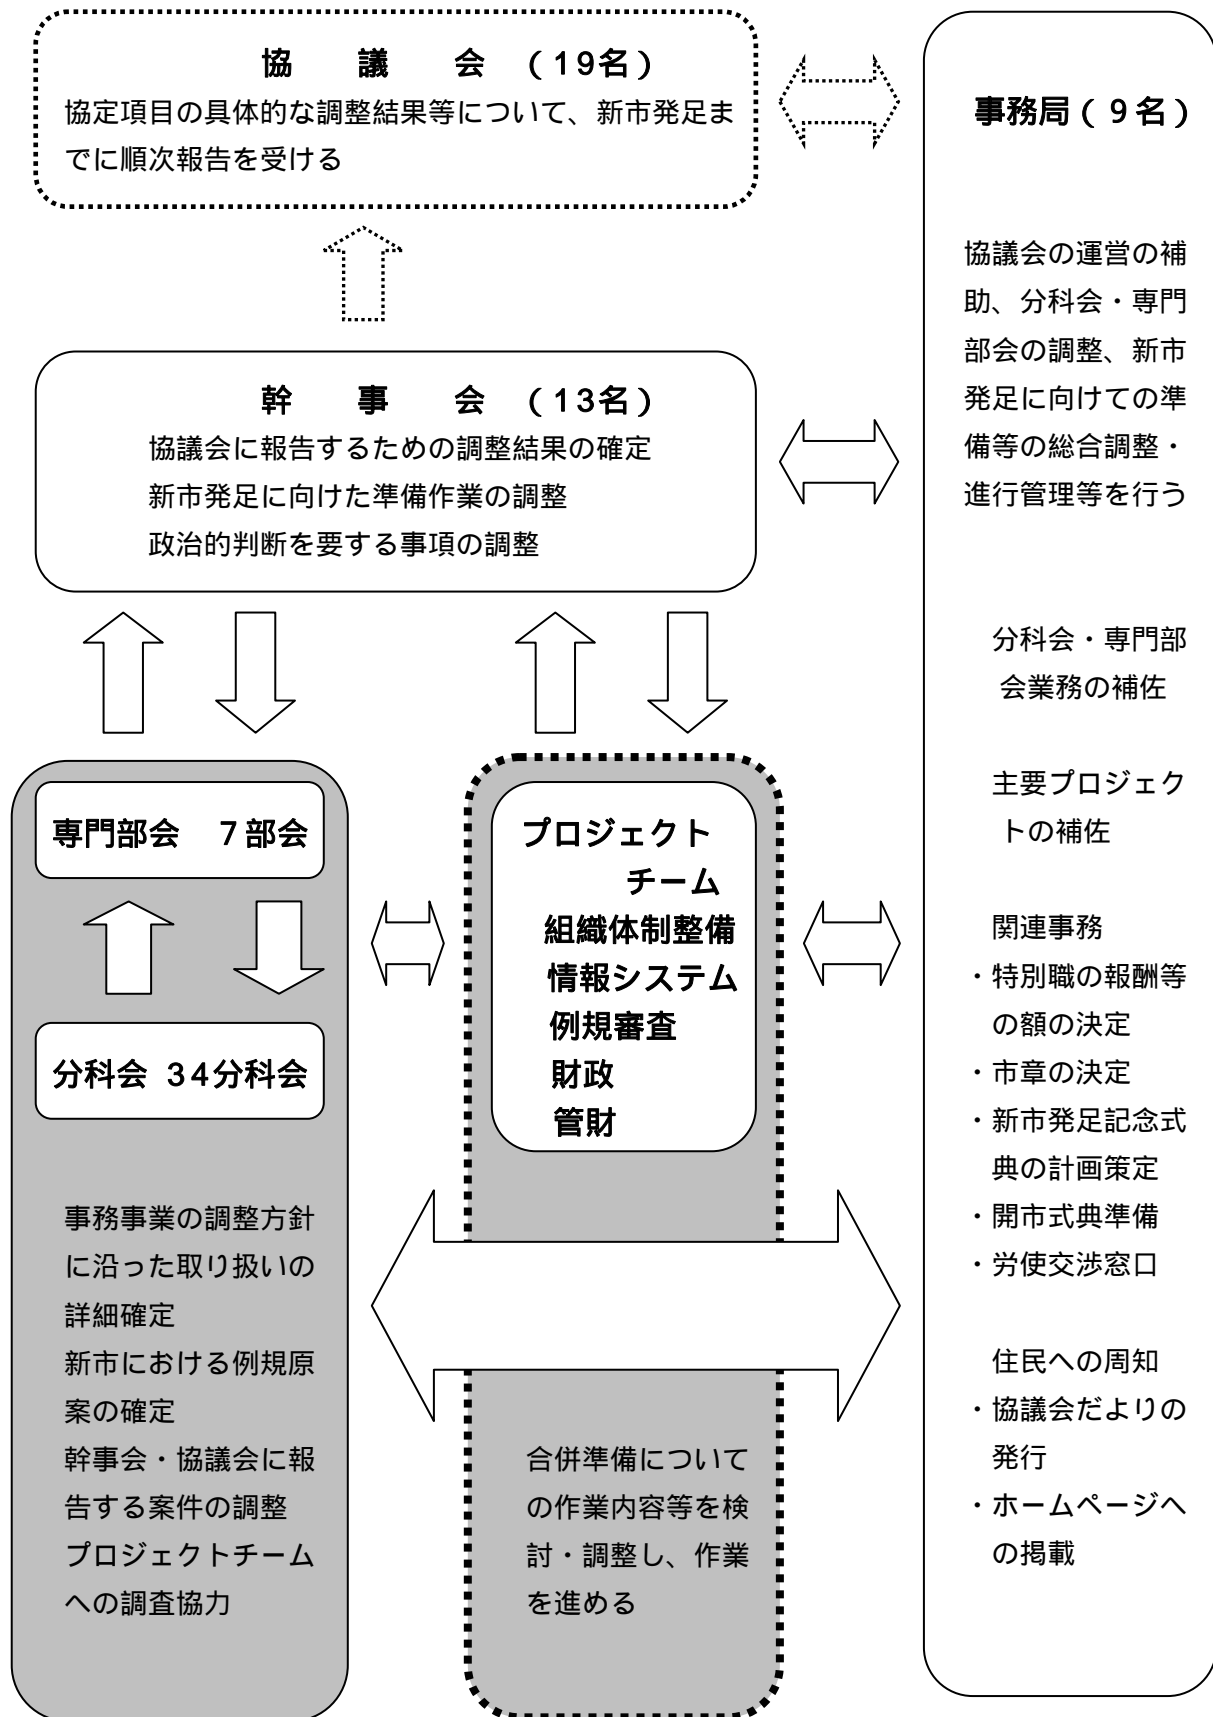 協　議　会　（19名）
協定項目の具体的な調整結果等について、新市発足ま
でに順次報告を受ける
幹　事　会　（13名）
協議会に報告するための調整結果の確定
新市発足に向けた準備作業の調整
政治的判断を要する事項の調整
専門部会　７部会
分科会 34分科会
事務事業の調整方針
に沿った取り扱いの
詳細確定
新市における例規原
案の確定
幹事会・協議会に報
告する案件の調整
プロジェクトチーム
への調査協力
プロジェクト
チーム
組織体制整備
情報システム
例規審査
財政
管財
合併準備について
の作業内容等を検
討・調整し、作業
を進める
事務局（９名）
協議会の運営の補
助、分科会・専門
部会の調整、新市
発足に向けての準
備等の総合調整・
進行管理等を行う
分科会・専門部
会業務の補佐
主要プロジェク
トの補佐
関連事務
・特別職の報酬等
の額の決定
・市章の決定
・新市発足記念式
典の計画策定
・開市式典準備
・労使交渉窓口
住民への周知
・協議会だよりの
発行
・ホームページへ
の掲載